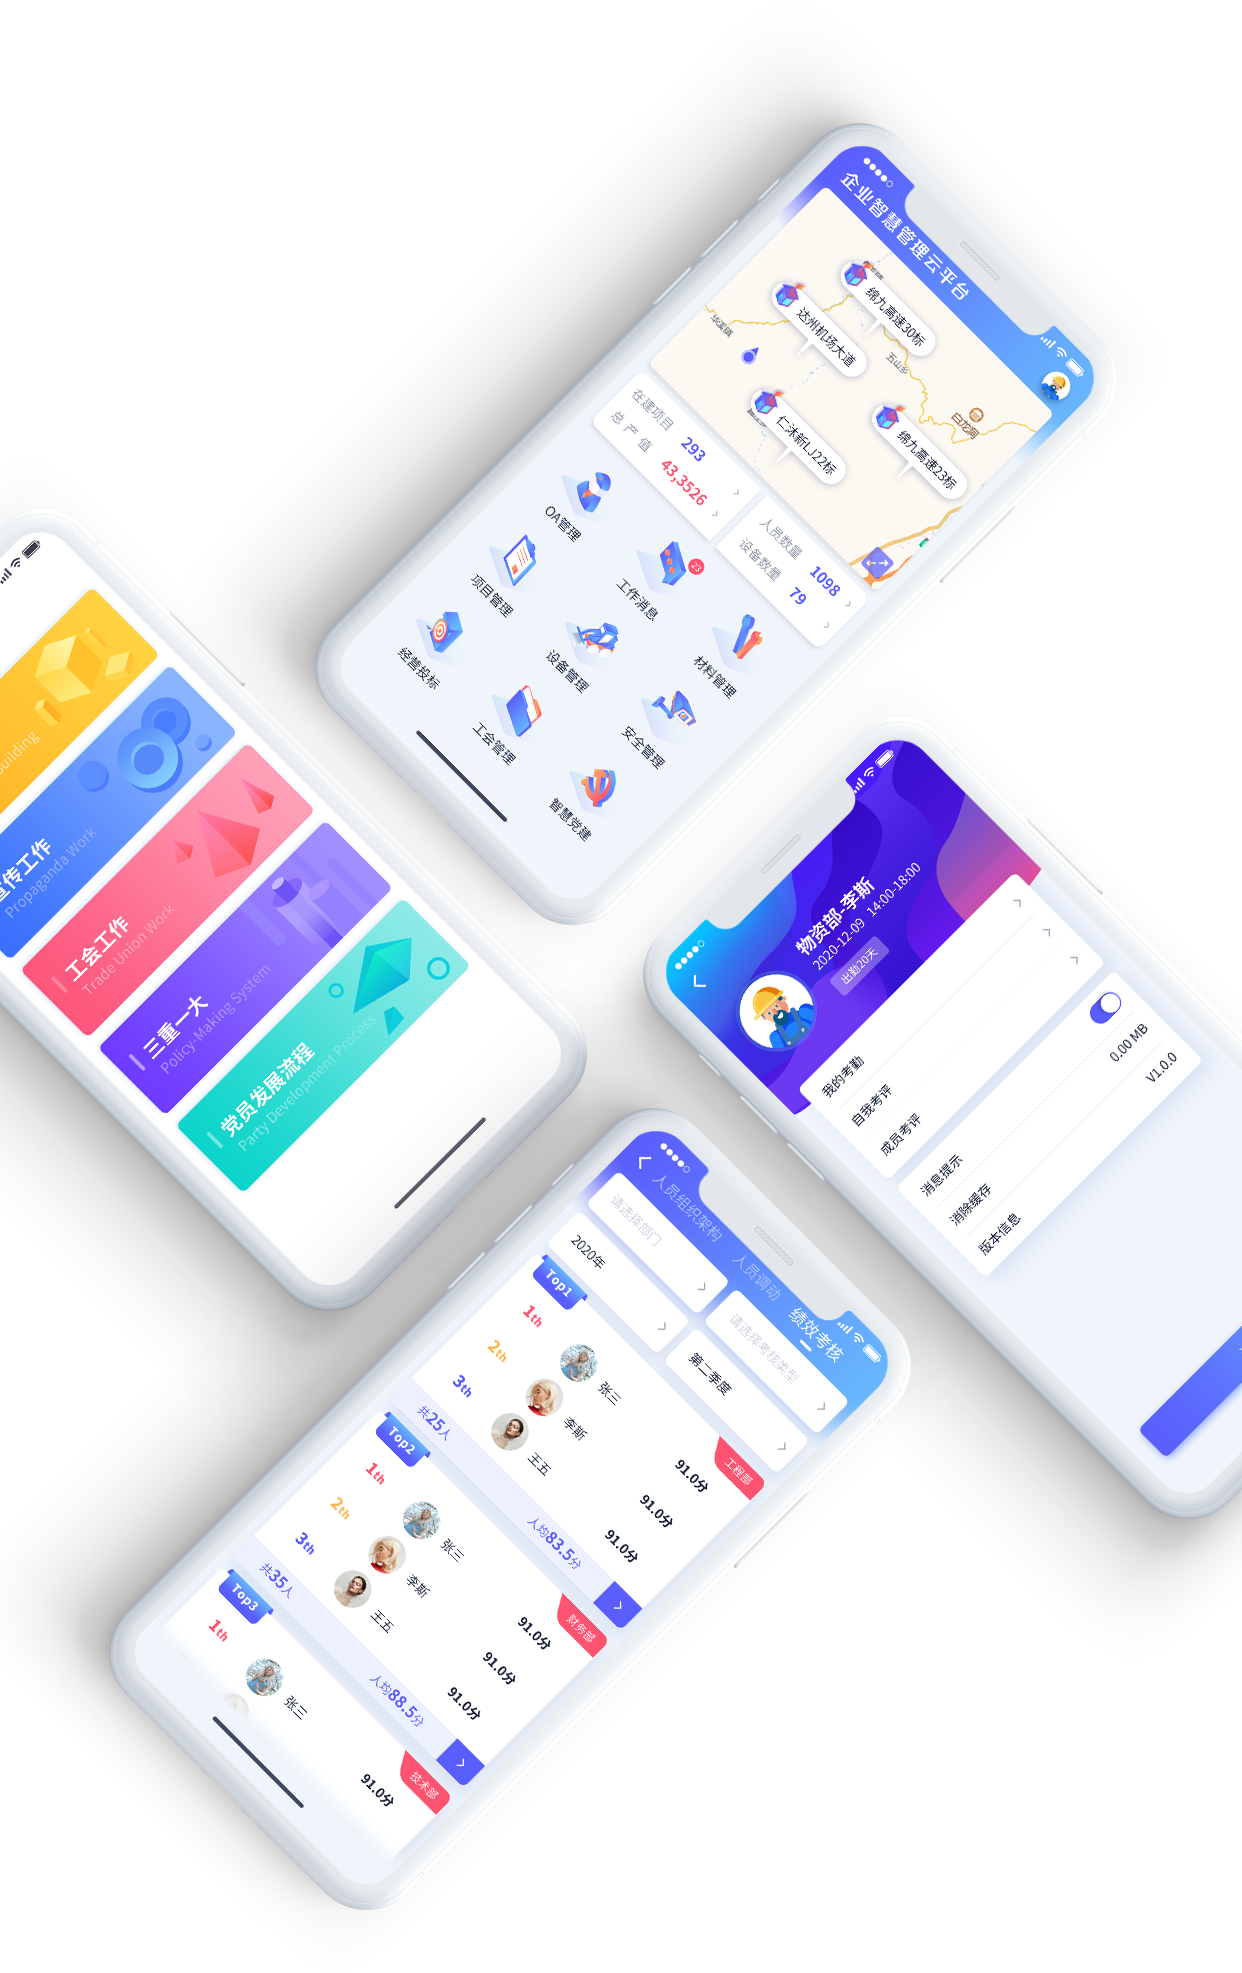 企业智慧管理云平台
绵九高速30标
达州机场大道
华溪镇
五山乡
白龙洞
仁沐新LJ22标
绵九高速23标
在建项目 293
总产值 43,3526
人员数量 1098
设备数量 79
OA管理
工作消息
23
材料管理
项目管理
设备管理
安全管理
经营投标
工会管理
智慧党建
uilding
宣传工作
Propaganda Work
工会工作
Trade Union Work
三重一大
Policy-Making System
党员发展流程
Party Development Process
物资部-李斯
2020-12-09 14:00-18:00
出勤20天
我的考勤
自我考评
成员考评
消息提示
消除缓存 0.00 MB
版本信息 V1.0.0
人员组织架构 人员调动 绩效考核
请选择部门
请选择考核类型
2020年
第二季度
Top1
工程部
1th 张三 91.0分
2th 李斯 91.0分
3th 王五 91.0分
共25人 人均83.5分
Top2
财务部
1th 张三 91.0分
2th 李斯 91.0分
3th 王五 91.0分
共35人 人均88.5分
Top3
技术部
1th 张三 91.0分